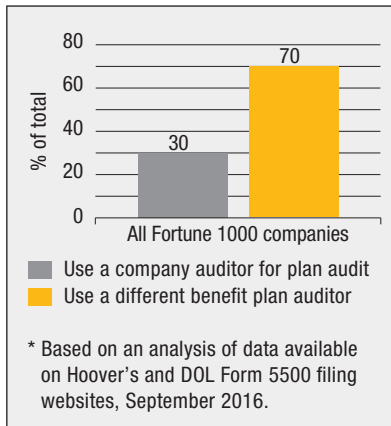 80
70
60
% of total
40
30
20
0
All Fortune 1000 companies
Use a company auditor for plan audit
Use a different benefit plan auditor
* Based on an analysis of data available
on Hoover's and DOL Form 5500 filing
websites, September 2016.